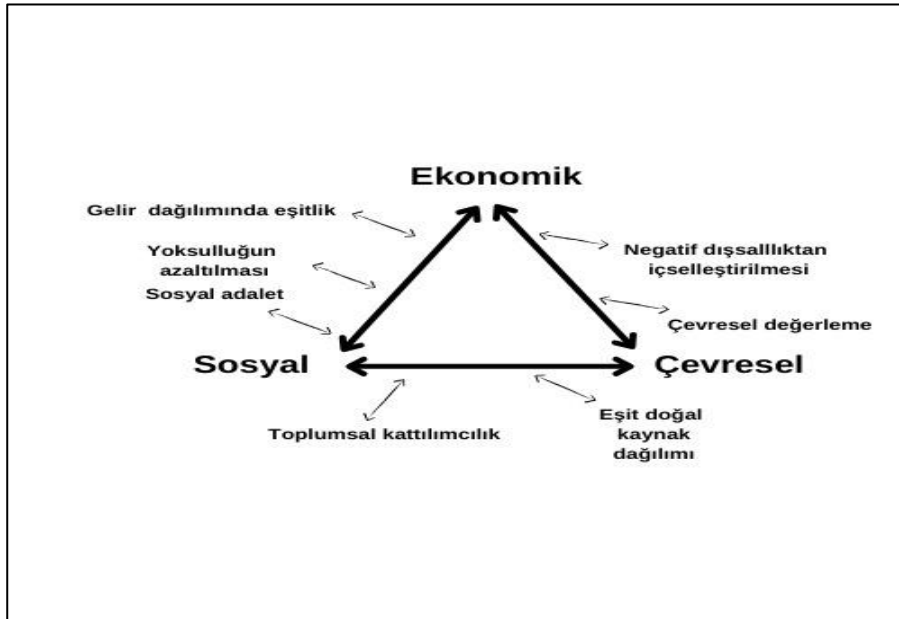 Ekonomik
Gelir dağılımında eşitlik
Yoksulluğun
azaltılması
Sosyal adalet
Negatif dışsalllıktan
içselleştirilmesi
Çevresel değerleme
Sosyal
Çevresel
Toplumsal kattılımcılık
Eşit doğal
kaynak
dağılımı